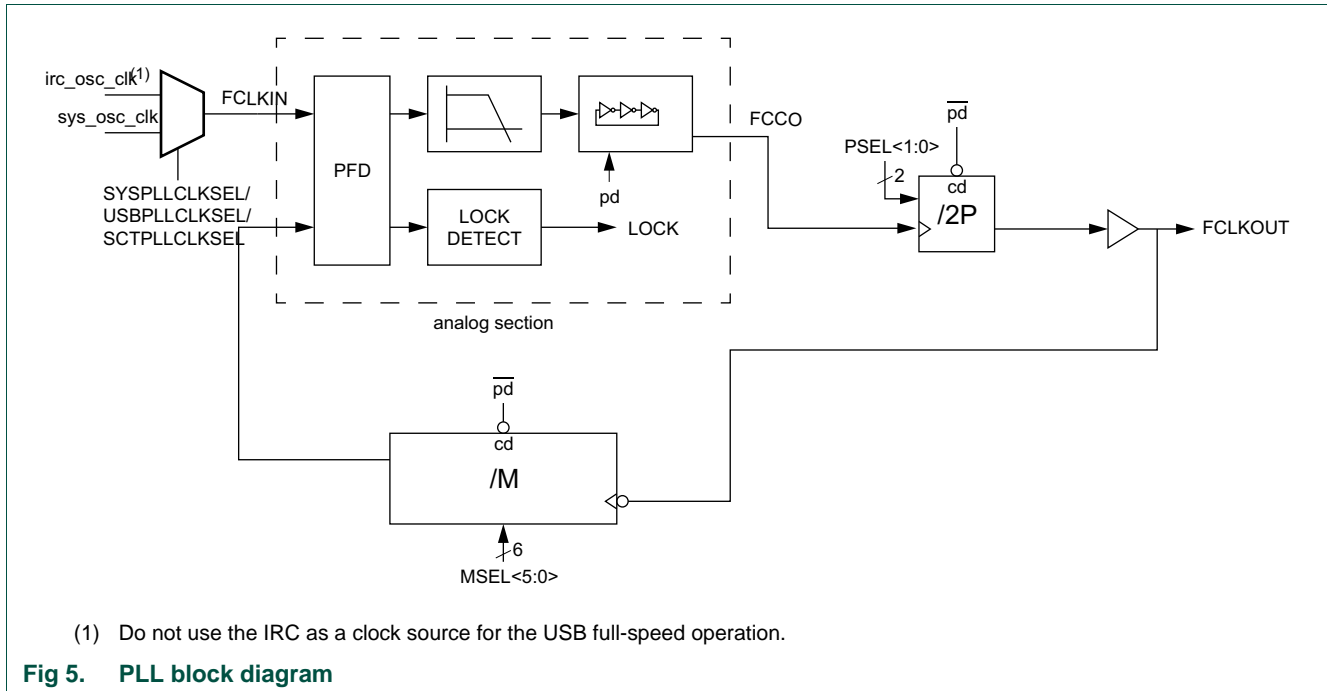 irc_osc_clk(1)
sys_osc_clk
FCLKIN
SYSPLLCLKSEL/
USBPLLCLKSEL/
SCTPLLCLKSEL
PFD
LOCK
DETECT
pd
LOCK
analog section
FCCO
PSEL<1:0>
2
pd
cd
/2P
FCLKOUT
pd
cd
/M
6
MSEL<5:0>
(1) Do not use the IRC as a clock source for the USB full-speed operation.
Fig 5. PLL block diagram